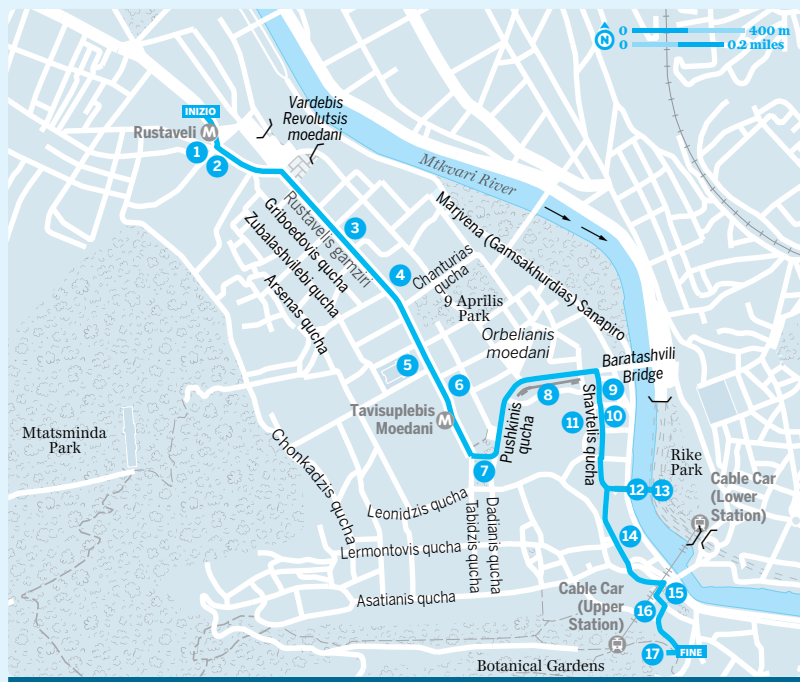 0 400 m
N
0 0.2 miles
INIZIO
Rustaveli M
Vardebis
Revolutsis
moedani
1
2
Mtkvari River
Rustavelis gamziri
Griboedovis qucha
Zubalashvilebi qucha
Arsenas qucha
3
4
Chanturias
qucha
Marjvena (Gamsakhurdias) Sanapiro
9 Aprilis
Park
Orbelianis
moedani
Baratashvili
Bridge
5
6
8
9
10
11
Tavisuplebis
Moedani M
Pushkinis
qucha
Shavtelis qucha
7
Mtatsminda
Park
Chonkadzis qucha
Rike
Park
Cable Car
(Lower
Station)
12
13
Leonidzis qucha
Tabidzis qucha
Dadianis qucha
14
Lermontovis qucha
Asatianis qucha
Cable Car
(Upper
Station)
15
16
17
FINE
Botanical Gardens